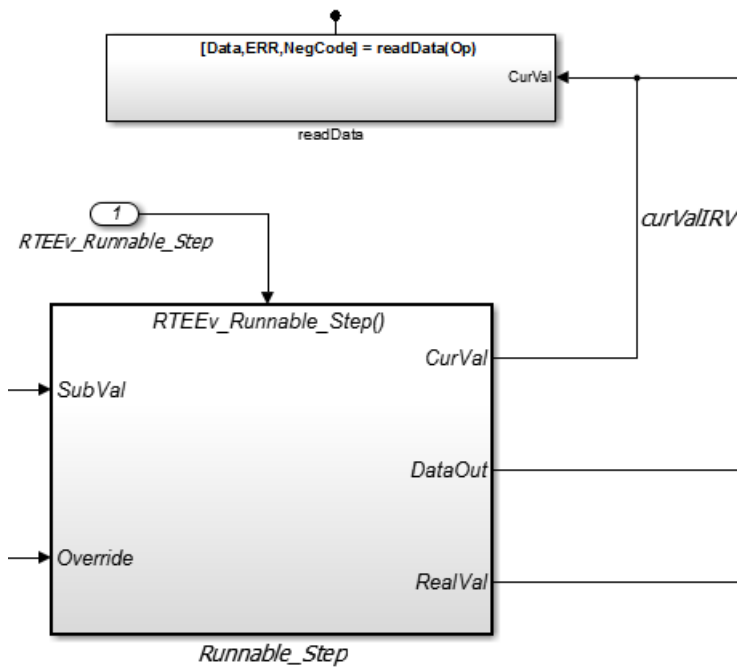 [Data,ERR,NegCode] = readData(Op)
CurVal
readData
curValIRV
1
RTEEv_Runnable_Step
RTEEv_Runnable_Step()
CurVal
SubVal
DataOut
Override
RealVal
Runnable_Step